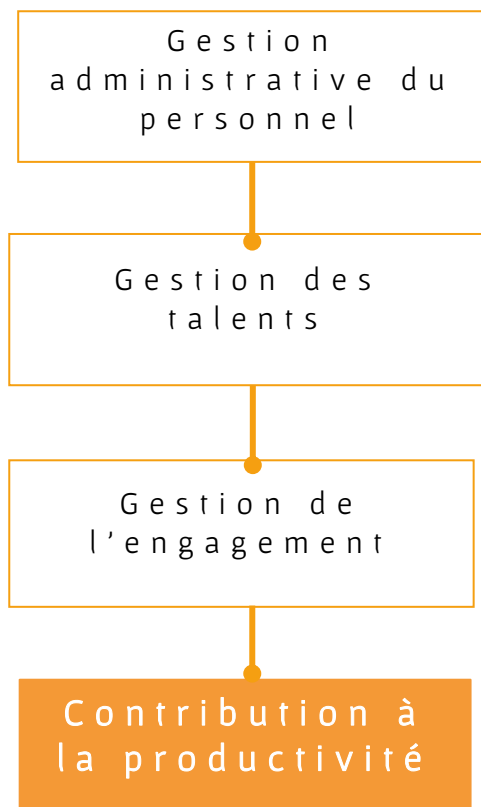 Gestion
administrative du
personnel
Gestion des
talents
Gestion de
l’engagement
Contribution à
la productivité